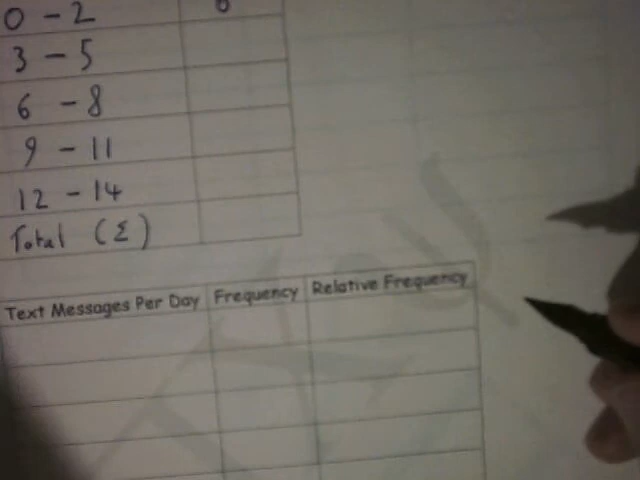 0 - 2
3 - 5
6 - 8
9 - 11
12 - 14
Total (Σ)
Text Messages Per Day Frequency Relative Frequency